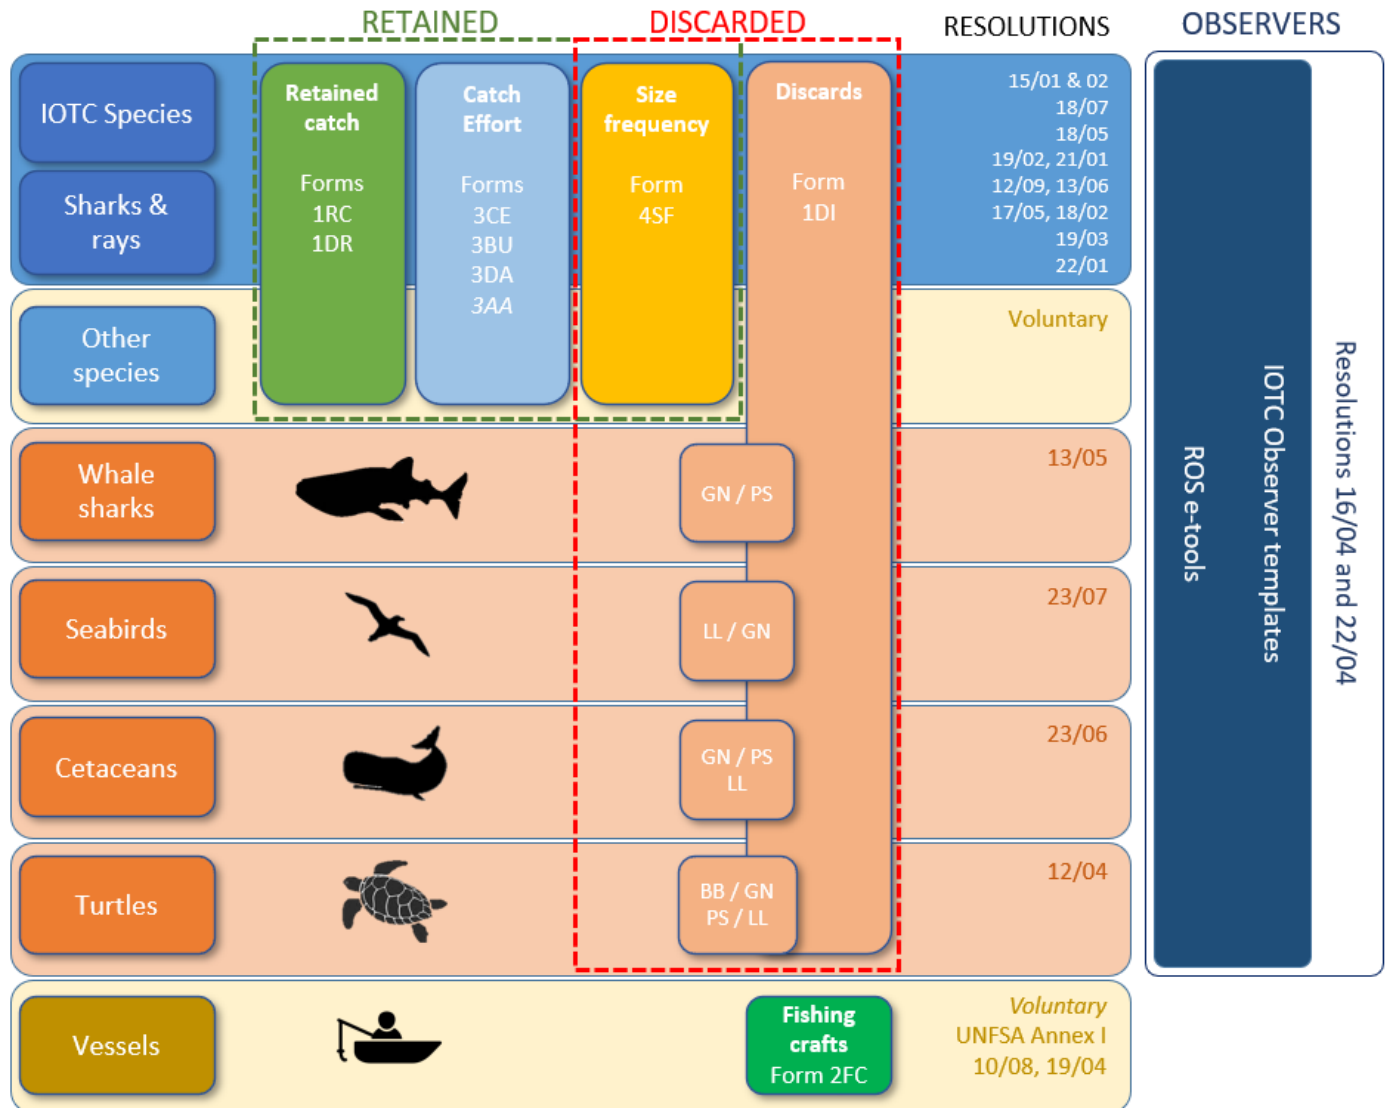 RETAINED
DISCARDED
RESOLUTIONS
OBSERVERS
IOTC Species
Sharks &
rays
Retained
catch
Forms
1RC
1DR
Catch
Effort
Forms
3CE
3BU
3DA
3AA
Size
frequency
Form
4SF
Discards
Form
1DI
15/01 & 02
18/07
18/05
19/02, 21/01
12/09, 13/06
17/05, 18/02
19/03
22/01
Other
species
Voluntary
Whale
sharks
GN / PS
13/05
Seabirds
LL / GN
23/07
Cetaceans
GN / PS
LL
23/06
Turtles
BB / GN
PS / LL
12/04
Vessels
Fishing
crafts
Form 2FC
Voluntary
UNFSA Annex I
10/08, 19/04
ROS e-tools
IOTC Observer templates
Resolutions 16/04 and 22/04